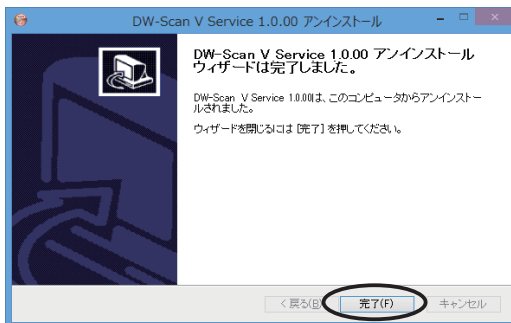 DW-Scan V Service 1.0.00 アンインストール
DW-Scan V Service 1.0.00 アンインストール
ウィザードは完了しました。
DW-Scan V Service 1.0.00は、このコンピュータからアンインストー
ルされました。
ウィザードを閉じるには [完了] を押してください。
< 戻る(B)
完了(F)
キャンセル